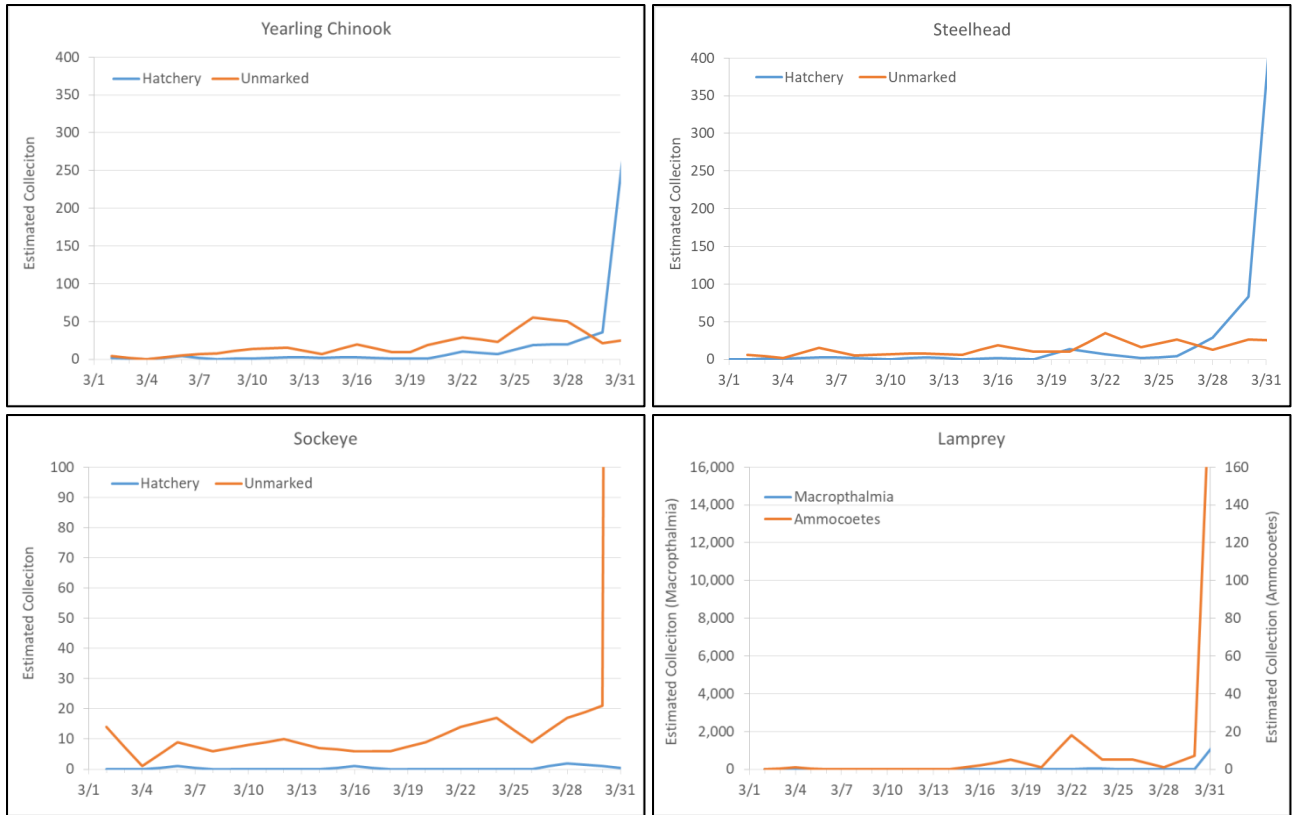 Yearling Chinook
Hatchery Unmarked
Estimated Colleciton
400
350
300
250
200
150
100
50
0
3/1 3/4 3/7 3/10 3/13 3/16 3/19 3/22 3/25 3/28 3/31
Steelhead
Hatchery Unmarked
Estimated Colleciton
400
350
300
250
200
150
100
50
0
3/1 3/4 3/7 3/10 3/13 3/16 3/19 3/22 3/25 3/28 3/31
Sockeye
Hatchery Unmarked
Estimated Colleciton
100
90
80
70
60
50
40
30
20
10
0
3/1 3/4 3/7 3/10 3/13 3/16 3/19 3/22 3/25 3/28 3/31
Lamprey
Macropthalmia
Ammocoetes
Estimated Colleciton (Macropthalmia)
16,000
14,000
12,000
10,000
8,000
6,000
4,000
2,000
0
160
140
120
100
80
60
40
20
0
Estimated Collection (Ammocoetes)
3/1 3/4 3/7 3/10 3/13 3/16 3/19 3/22 3/25 3/28 3/31